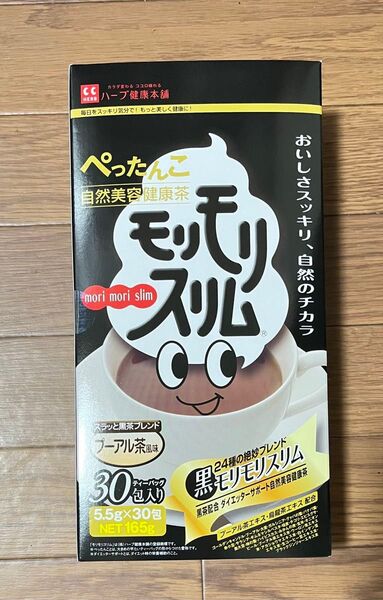 CC
HERB
カラダ変わる ココロ晴れる
ハーブ健康本舗
毎日をスッキリ気分で!もっと美しく健康に!
ぺったんこ
自然美容健康茶
モリモリ
スリム®
mori mori slim
おいしさスッキリ、自然のチカラ
スラッと黒茶ブレンド
プーアル茶風味
ティーバッグ
30包入り
5.5g×30包
NET165g
24種の絶妙ブレンド
黒モリモリスリム
黒茶配合 ダイエッターサポート自然美容健康茶
プーアール茶エキス・烏龍茶エキス 配合